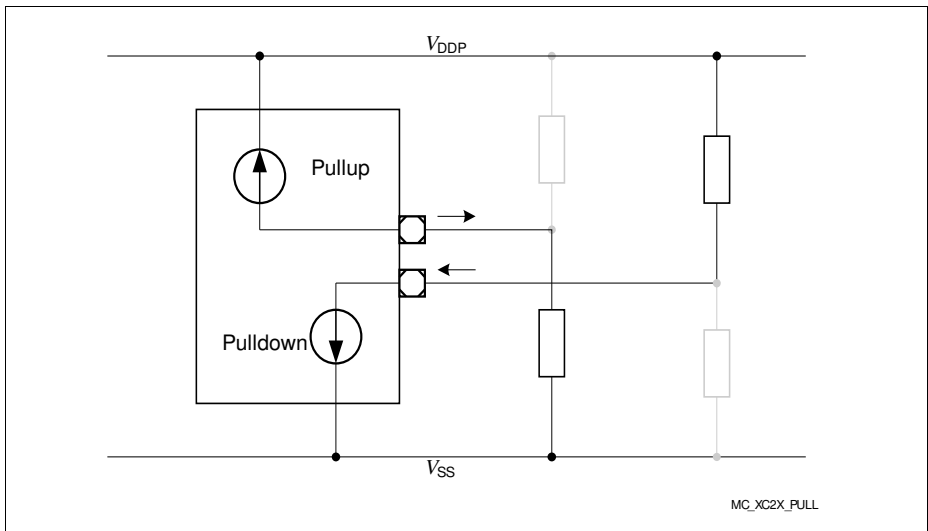 VDDP
Pullup
Pulldown
VSS
MC_XC2X_PULL